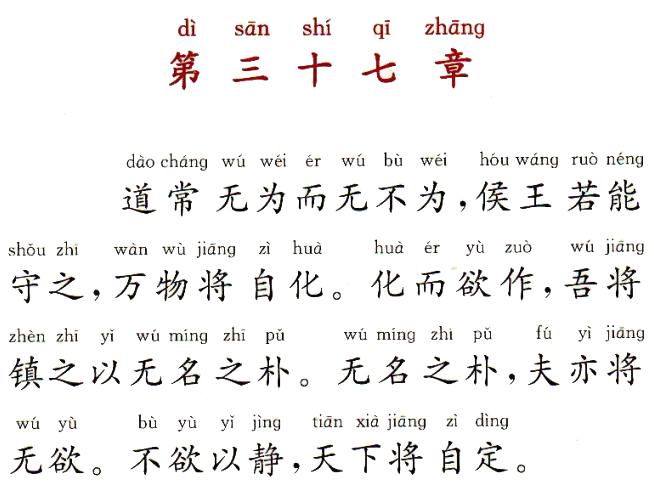 dì sān shí qī zhāng
第三十七章
dào cháng wú wéi ér wú bù wéi hóu wáng ruò néng
道常无为而无不为，侯王若能
shǒu zhī wàn wù jiāng zì huà huà ér yù zuò wú jiāng
守之，万物将自化。化而欲作，吾将
zhèn zhī yǐ wú míng zhī pǔ wú míng zhī pǔ fú yì jiāng
镇之以无名之朴。无名之朴，夫亦将
wú yù bù yù yǐ jìng tiān xià jiāng zì dìng
无欲。不欲以静，天下将自定。